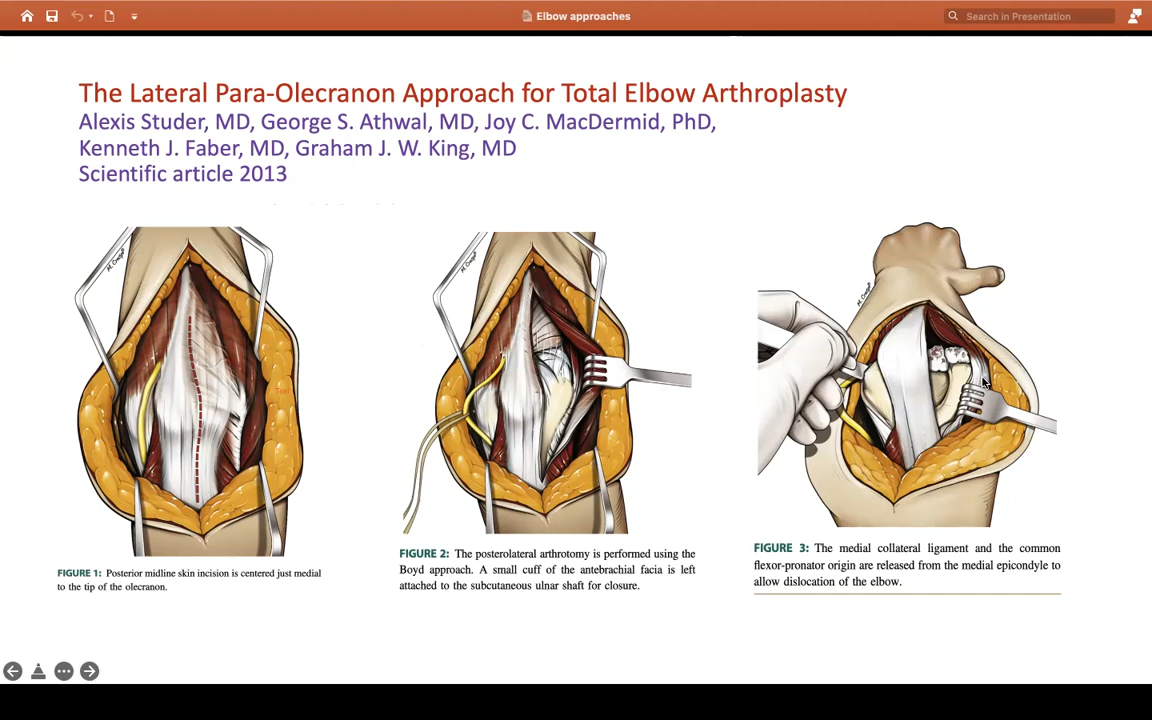 Elbow approaches
Search in Presentation
The Lateral Para-Olecranon Approach for Total Elbow Arthroplasty
Alexis Studer, MD, George S. Athwal, MD, Joy C. MacDermid, PhD,
Kenneth J. Faber, MD, Graham J. W. King, MD
Scientific article 2013
FIGURE 1: Posterior midline skin incision is centered just medial
to the tip of the olecranon.
FIGURE 2: The posterolateral arthrotomy is performed using the
Boyd approach. A small cuff of the antebrachial facia is left
attached to the subcutaneous ulnar shaft for closure.
FIGURE 3: The medial collateral ligament and the common
flexor-pronator origin are released from the medial epicondyle to
allow dislocation of the elbow.